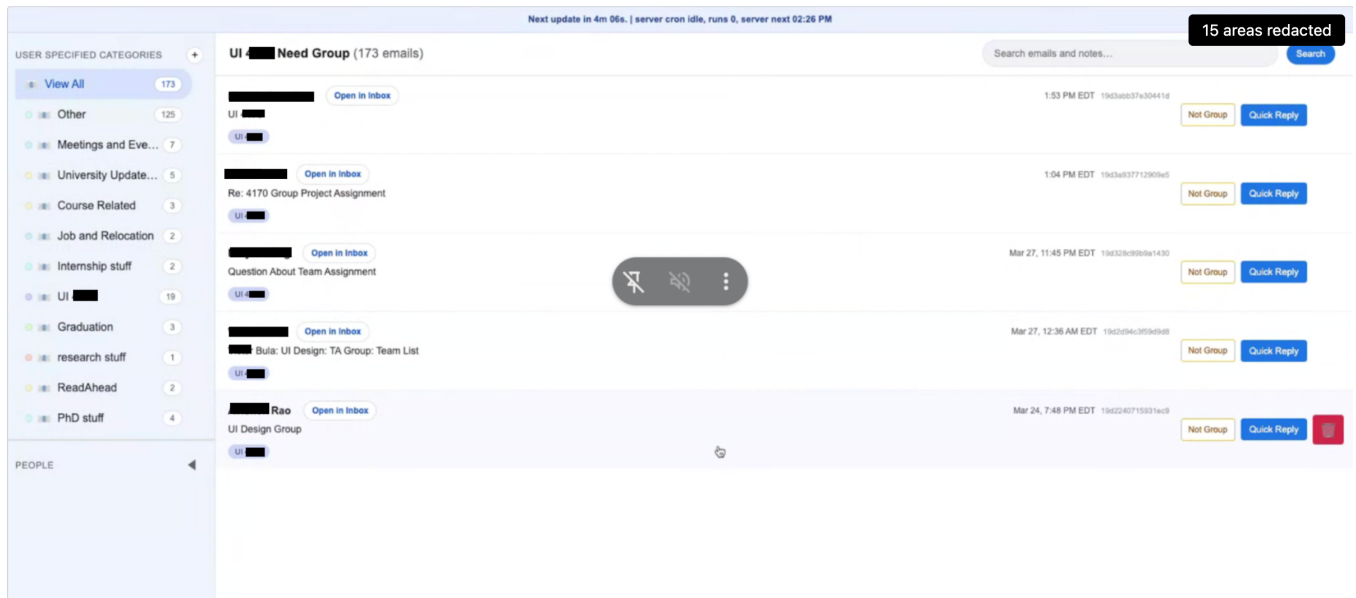 Next update in 4m 06s. | server cron idle, runs 0, server next 02:26 PM
15 areas redacted
USER SPECIFIED CATEGORIES +
View All 173
Other 125
Meetings and Eve... 7
University Update... 5
Course Related 3
Job and Relocation 2
Internship stuff 2
UI 19
Graduation 3
research stuff 1
ReadAhead 2
PhD stuff 4
PEOPLE
UI Need Group (173 emails)
Search emails and notes...
Search
Open in Inbox
1:53 PM EDT
UI
UI
Not Group Quick Reply
Open in Inbox
1:04 PM EDT
Re: 4170 Group Project Assignment
UI
Not Group Quick Reply
Open in Inbox
Mar 27, 11:45 PM EDT
Question About Team Assignment
UI
Not Group Quick Reply
Open in Inbox
Mar 27, 12:36 AM EDT
Bula: UI Design: TA Group: Team List
UI
Not Group Quick Reply
Rao Open in Inbox
Mar 24, 7:48 PM EDT
UI Design Group
UI
Not Group Quick Reply